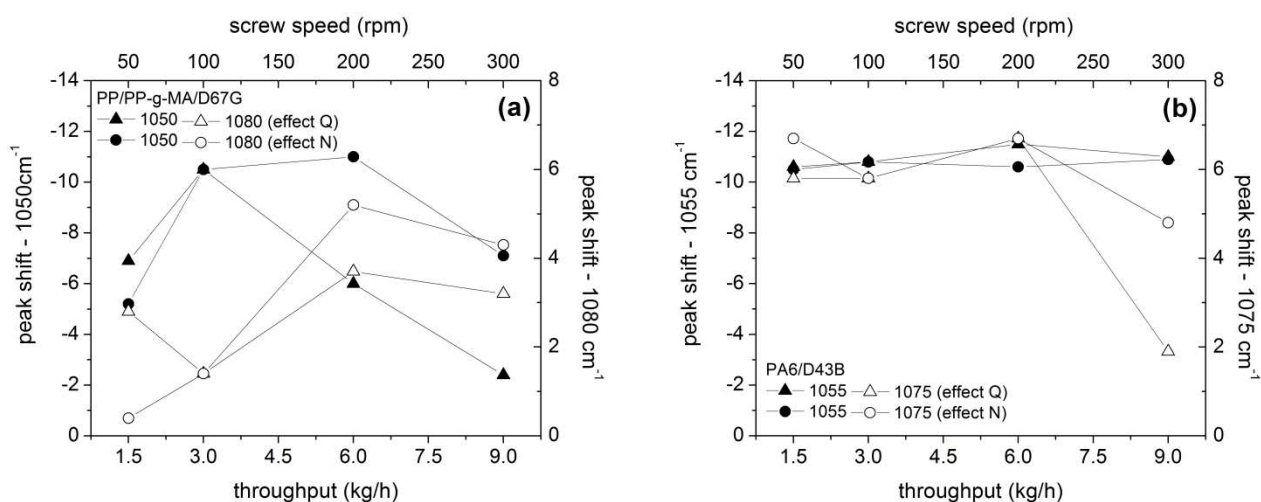 screw speed (rpm)
50 100 150 200 250 300
-14
-12
-10
-8
-6
-4
-2
0
peak shift - 1050cm⁻¹
PP/PP-g-MA/D67G
1050 1080 (effect Q)
1050 1080 (effect N)
(a)
8
6
4
2
0
peak shift - 1080 cm⁻¹
1.5 3.0 4.5 6.0 7.5 9.0
throughput (kg/h)
screw speed (rpm)
50 100 150 200 250 300
-14
-12
-10
-8
-6
-4
-2
0
peak shift - 1055 cm⁻¹
(b)
PA6/D43B
1055 1075 (effect Q)
1055 1075 (effect N)
8
6
4
2
0
peak shift - 1075 cm⁻¹
1.5 3.0 4.5 6.0 7.5 9.0
throughput (kg/h)